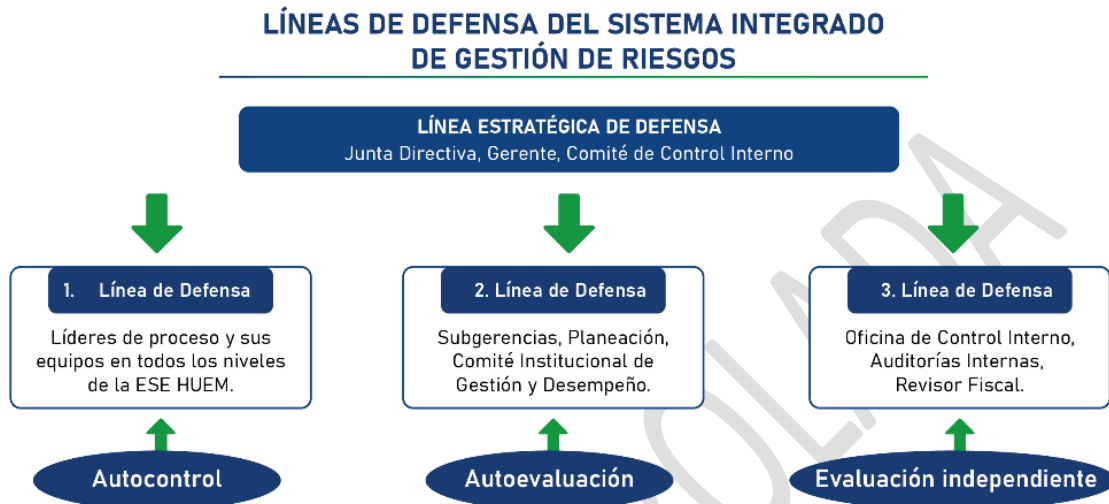 LÍNEAS DE DEFENSA DEL SISTEMA INTEGRADO
DE GESTIÓN DE RIESGOS
LÍNEA ESTRATÉGICA DE DEFENSA
Junta Directiva, Gerente, Comité de Control Interno
1. Línea de Defensa
Líderes de proceso y sus
equipos en todos los niveles
de la ESE HUEM.
Autocontrol
2. Línea de Defensa
Subgerencias, Planeación,
Comité Institucional de
Gestión y Desempeño.
Autoevaluación
3. Línea de Defensa
Oficina de Control Interno,
Auditorías Internas,
Revisor Fiscal.
Evaluación independiente
OLADA